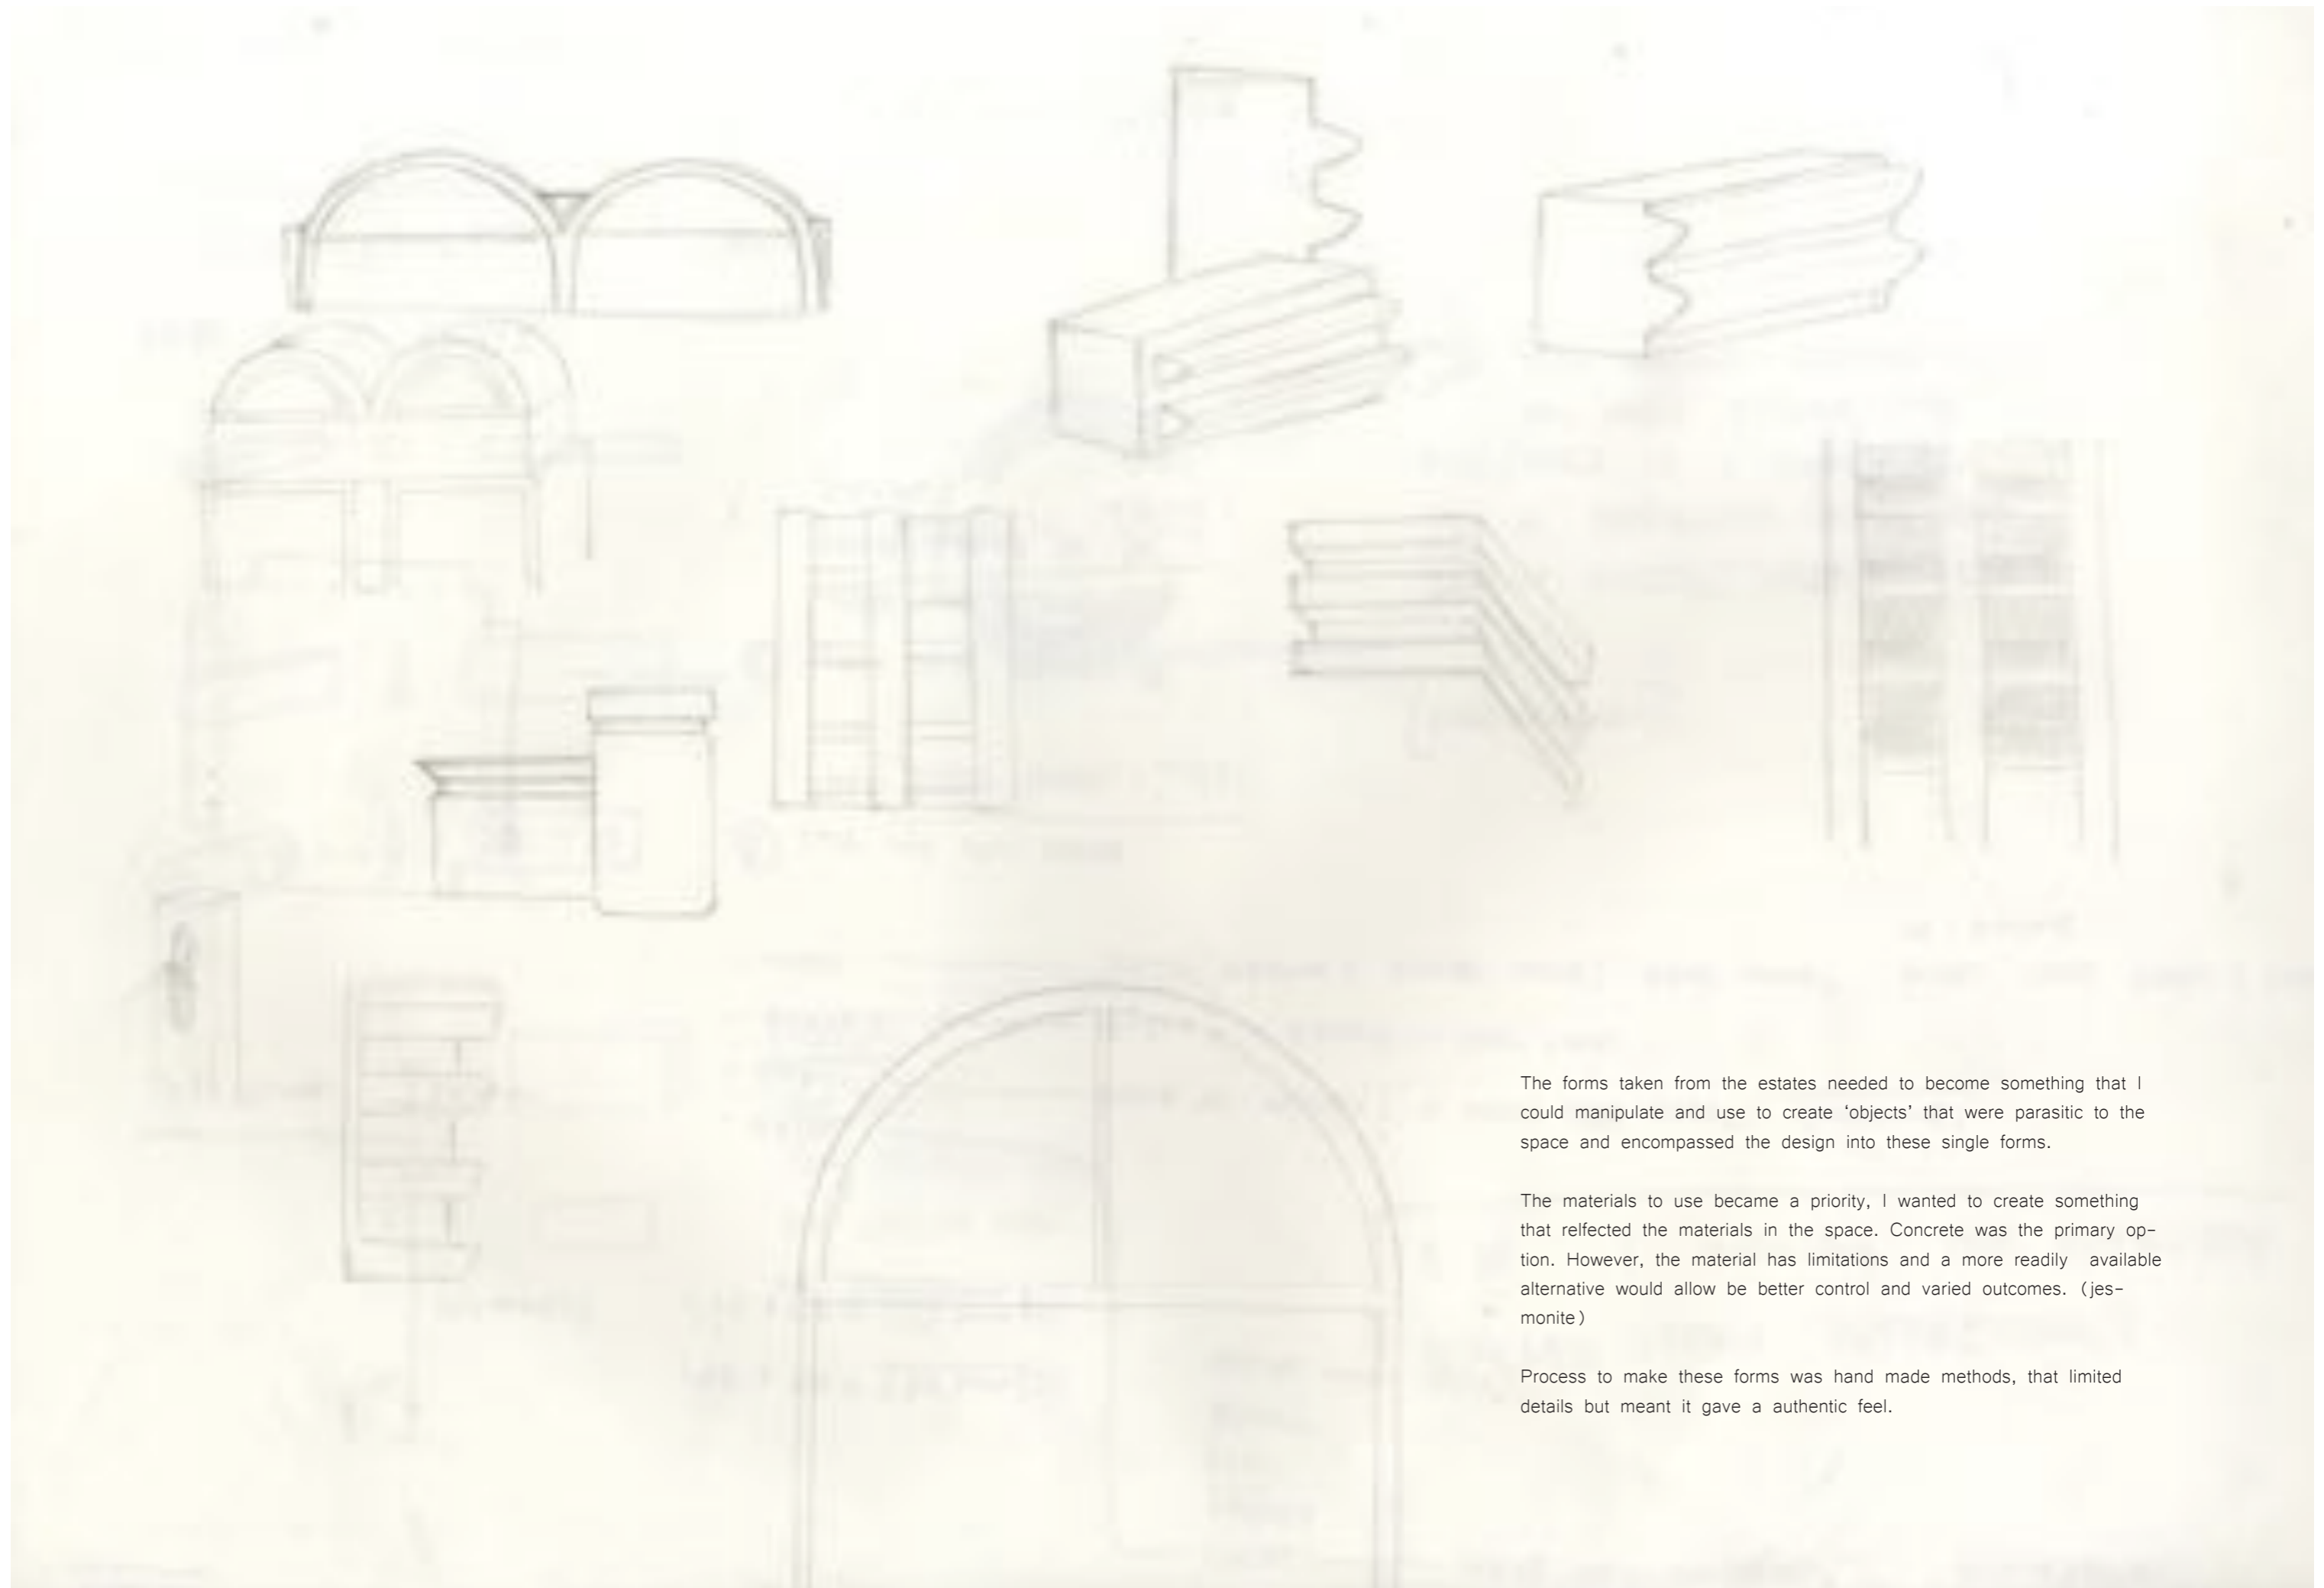 The forms taken from the estates needed to become something that I
could manipulate and use to create ‘objects’ that were parasitic to the
space and encompassed the design into these single forms.
The materials to use became a priority, I wanted to create something
that relfected the materials in the space. Concrete was the primary op-
tion. However, the material has limitations and a more readily available
alternative would allow be better control and varied outcomes. (jes-
monite)
Process to make these forms was hand made methods, that limited
details but meant it gave a authentic feel.